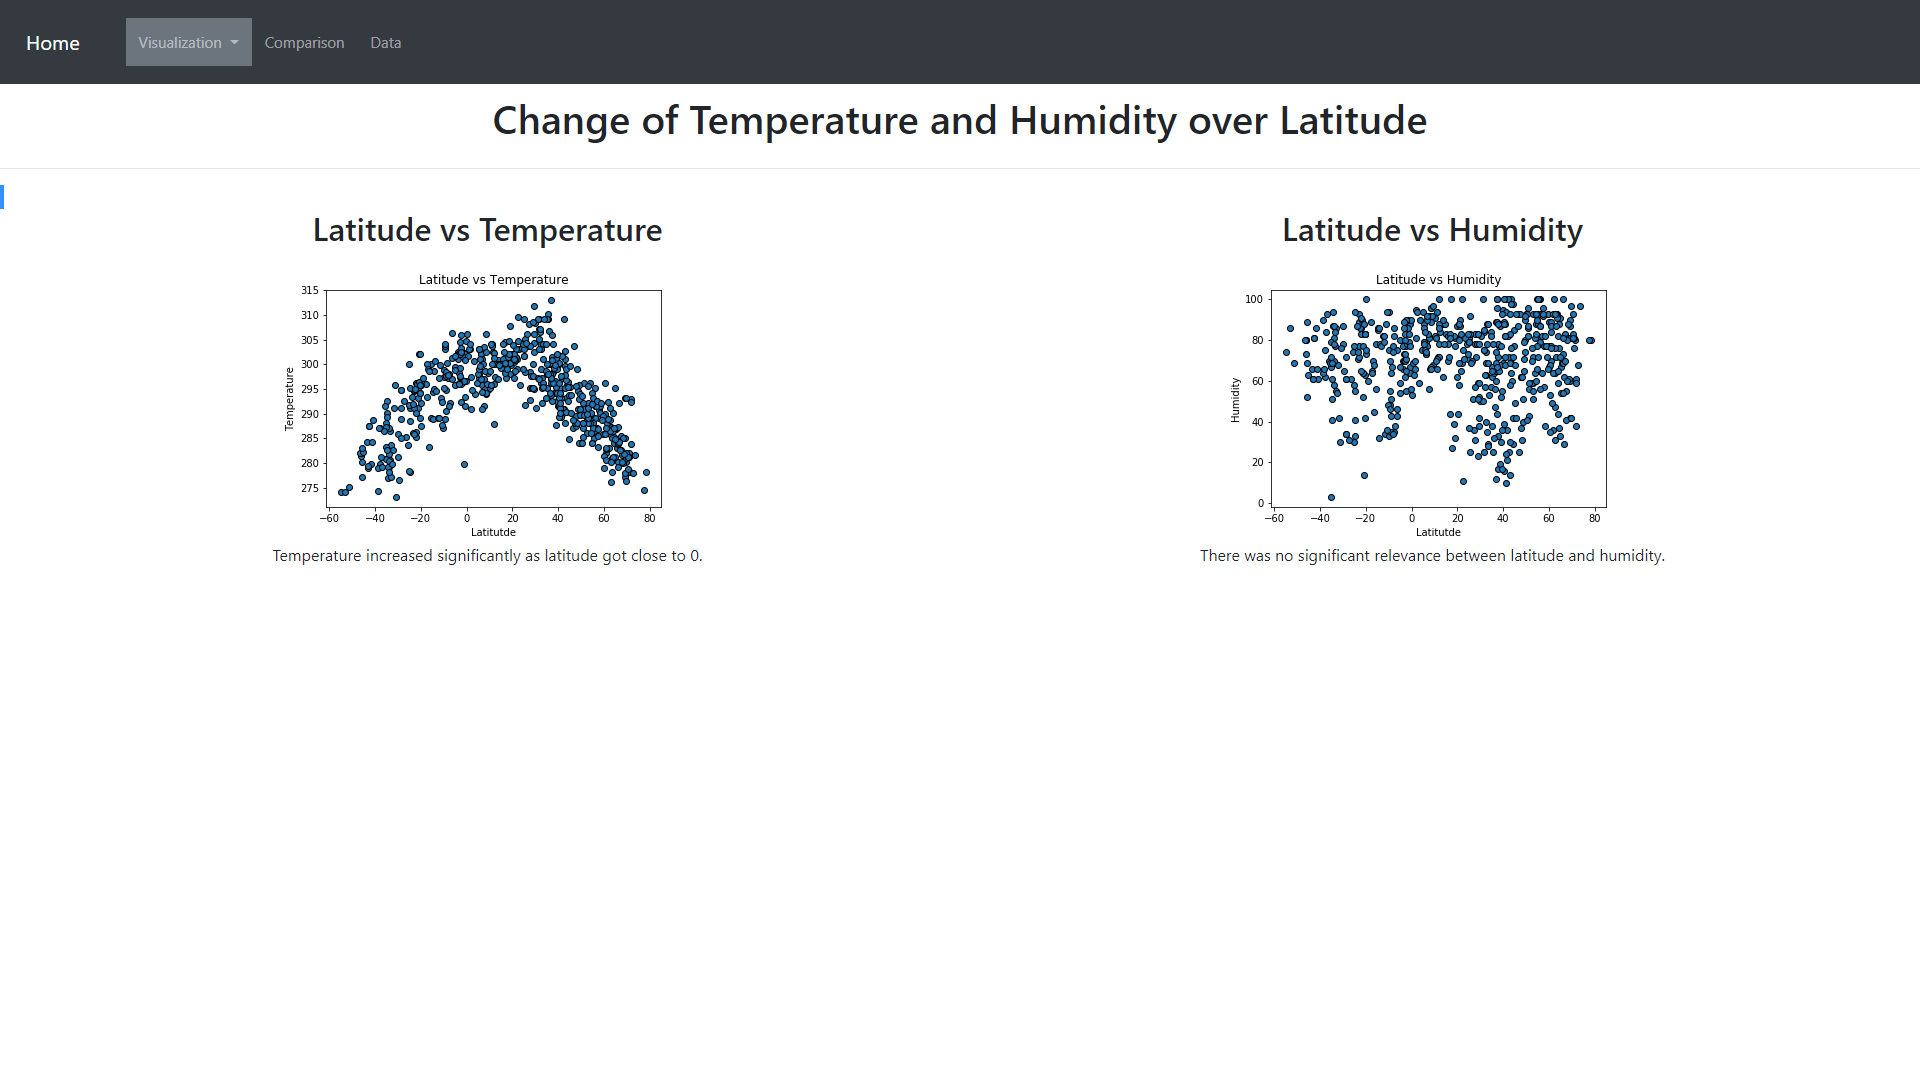 Home Visualization Comparison Data
Change of Temperature and Humidity over Latitude
Latitude vs Temperature
Latitude vs Temperature
315
310
305
300
295
290
285
280
275
Temperature
−60 −40 −20 0 20 40 60 80
Latitutde
Temperature increased significantly as latitude got close to 0.
Latitude vs Humidity
Latitude vs Humidity
100
80
60
40
20
0
Humidity
−60 −40 −20 0 20 40 60 80
Latitutde
There was no significant relevance between latitude and humidity.